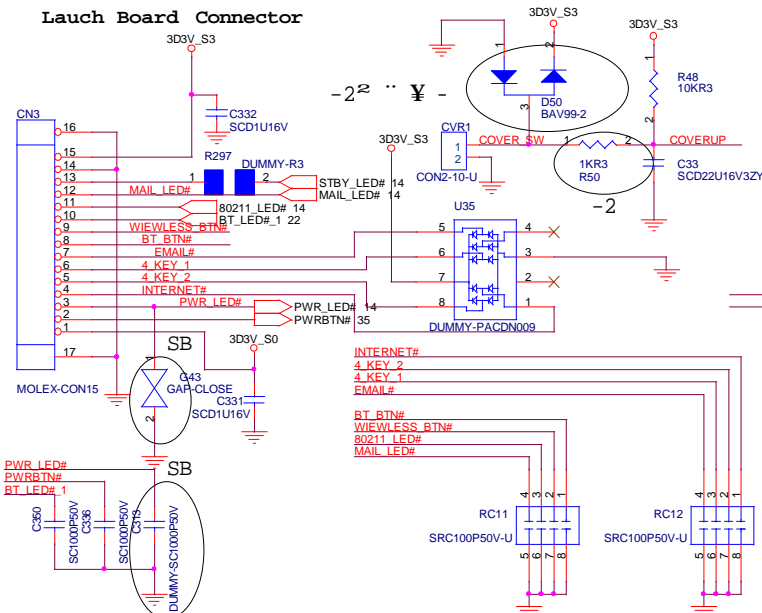 Lauch Board Connector
3D3V_S3
C332
SCD1U16V
CN3
16
15
14
13
12
11
10
9
8
7
6
5
4
3
2
1
17
MOLEX-CON15
R297
DUMMY-R3
1
2
STBY_LED# 14
MAIL_LED#
MAIL_LED# 14
80211_LED# 14
BT_LED#_1 22
WIEWLESS_BTN#
BT_BTN#
EMAIL#
4_KEY_1
4_KEY_2
INTERNET#
PWR_LED#
PWR_LED# 14
PWRBTN# 35
SB
1
G43
GAP-CLOSE
2
3D3V_S0
C331
SCD1U16V
-2² ¨ ¥ -
3D3V_S3
1
2
3
D50
BAV99-2
3D3V_S3
1
R48
10KR3
2
CVR1
1
2
CON2-10-U
COVER_SW
1
2
1KR3
R50
-2
COVERUP
C33
SCD22U16V3ZY
3D3V_S3
U35
5
4
6
3
7
2
8
1
DUMMY-PACDN009
INTERNET#
4_KEY_2
4_KEY_1
EMAIL#
BT_BTN#
WIEWLESS_BTN#
80211_LED#
MAIL_LED#
4
3
2
1
RC11
SRC100P50V-U
5
6
7
8
4
3
2
1
RC12
SRC100P50V-U
5
6
7
8
PWR_LED#
PWRBTN#
BT_LED#_1
SB
C350
SC1000P50V
C336
SC1000P50V
C313
DUMMY-SC1000P50V